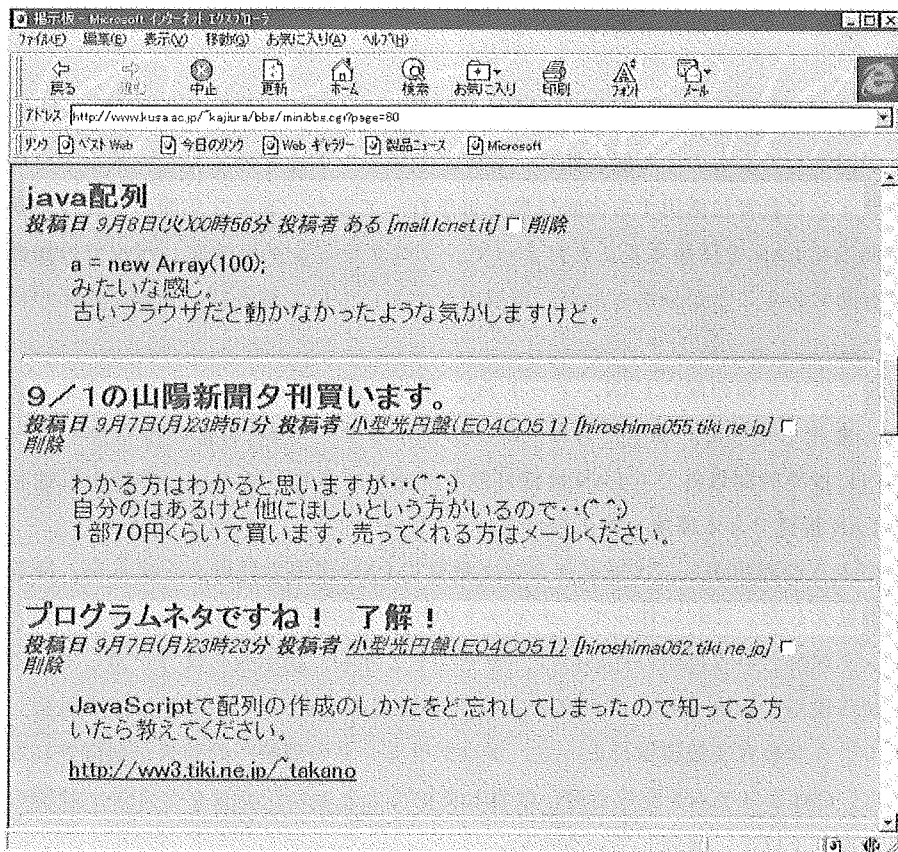 掲示板 - Microsoft インターネット エクスプローラ
ファイル(F) 編集(E) 表示(V) 移動(G) お気に入り(A) ヘルプ(H)
戻る 進む 中止 更新 ホーム 検索 お気に入り 印刷 フォント メール
アドレス http://www.kusa.ac.jp/~kajiura/bbs/minibbs.cgi?page=80
リンク ベスト Web 今日のリンク Web ギャラリー 製品ニュース Microsoft
java配列
投稿日 9月8日(火)00時56分 投稿者 ある [mail.lcnet.it] 削除
a = new Array(100);
みたいな感じ。
古いブラウザだと動かなかったような気がしますけど。
9/1の山陽新聞夕刊買います。
投稿日 9月7日(月)23時51分 投稿者 小型光円盤(E04C051) [hiroshima055.tiki.ne.jp]
削除
わかる方はわかると思いますが・・(^^;)
自分のはあるけど他にほしいという方がいるので・・(^^;)
1部70円くらいで買います。売ってくれる方はメールください。
プログラムネタですね! 了解!
投稿日 9月7日(月)23時23分 投稿者 小型光円盤(E04C051) [hiroshima062.tiki.ne.jp]
削除
JavaScriptで配列の作成のしかたをど忘れしてしまったので知ってる方
いたら教えてください。
http://ww3.tiki.ne.jp/~takano